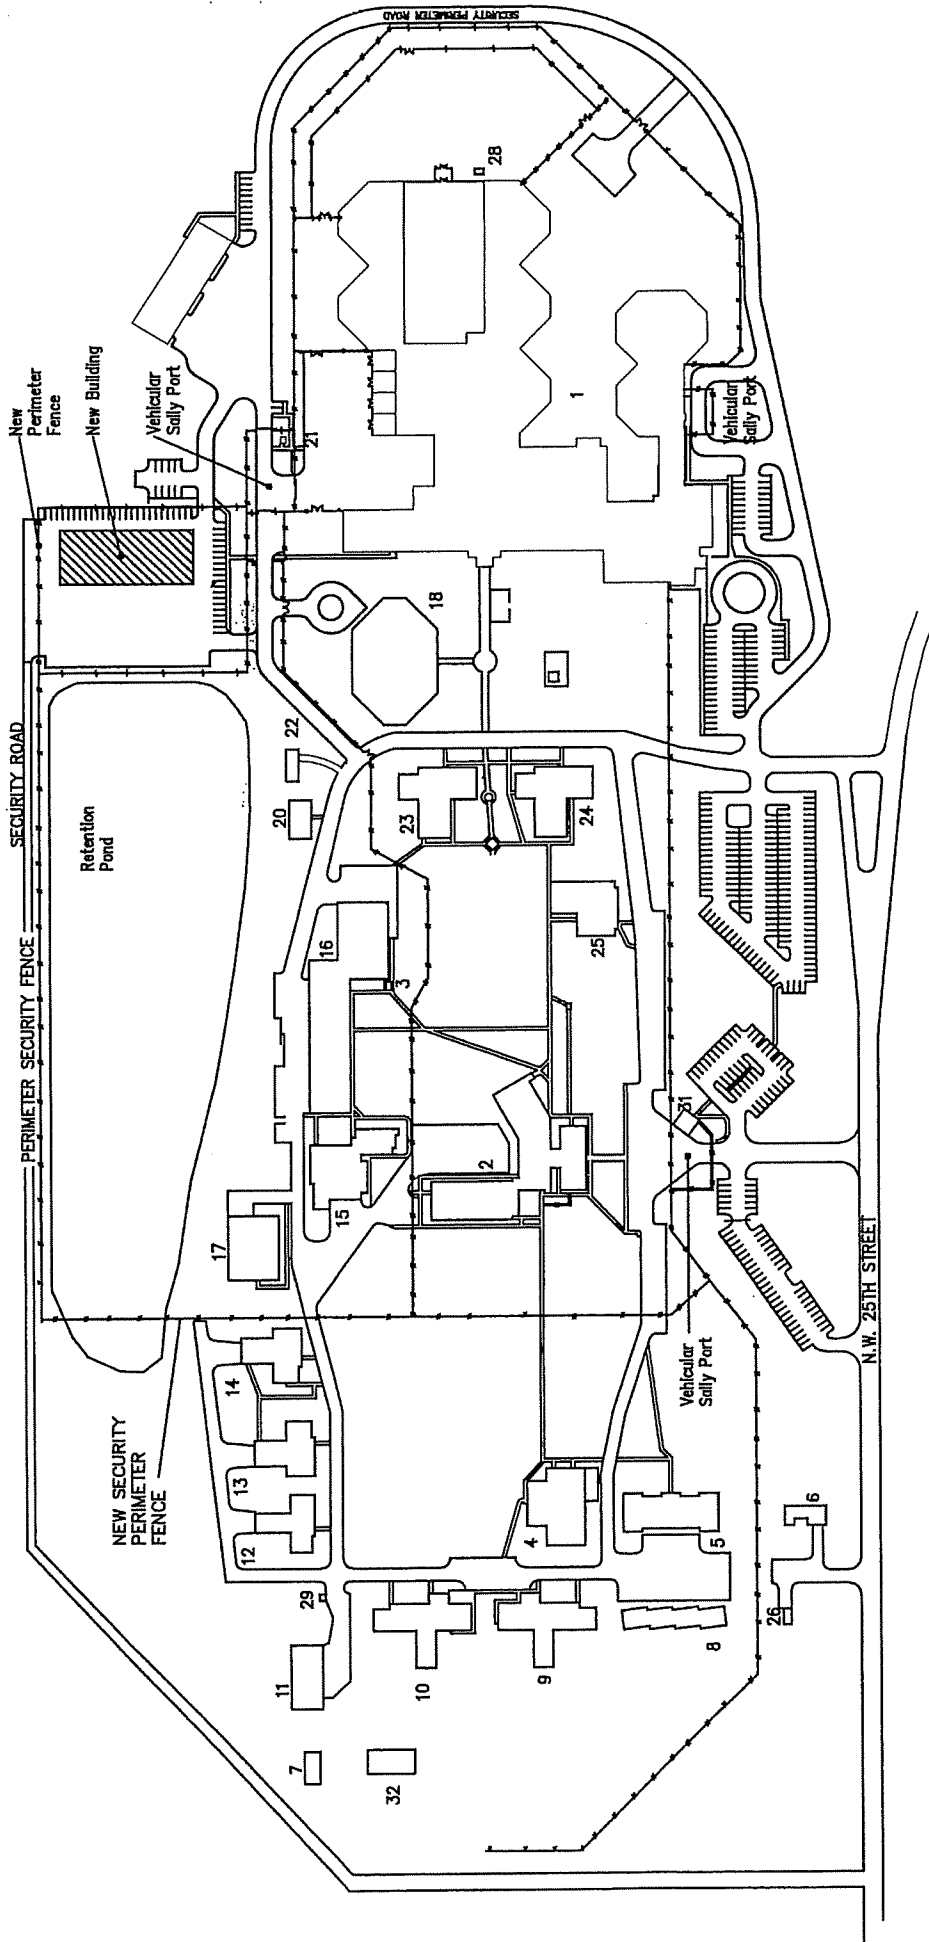 SECURITY PERIMETER ROAD
28
New
Perimeter
Fence
New Building
Vehicular
Sally Port
21
1
Vehicular
Sally Port
SECURITY ROAD
PERIMETER SECURITY FENCE
Retention
Pond
22
20
18
23
24
16
3
25
31
17
15
2
14
13
12
NEW SECURITY
PERIMETER
FENCE
Vehicular
Sally Port
N.W. 25TH STREET
4
5
6
29
11
10
9
8
26
7
32